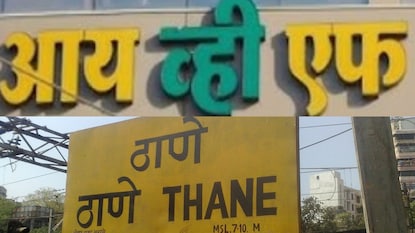 आय व्ही एफ
ठाणे
ठाणे THANE
MSL.7-10. M